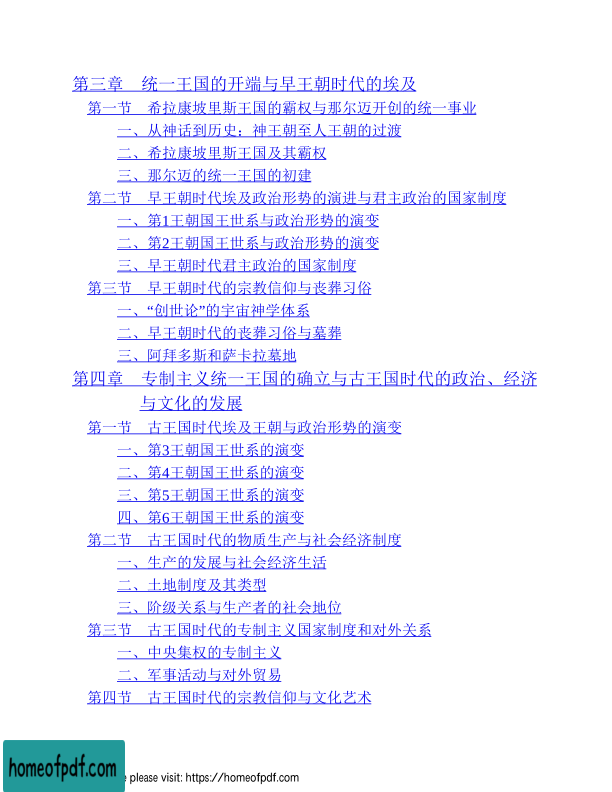 第三章　统一王国的开端与早王朝时代的埃及
第一节　希拉康坡里斯王国的霸权与那尔迈开创的统一事业
一、从神话到历史；神王朝至人王朝的过渡
二、希拉康坡里斯王国及其霸权
三、那尔迈的统一王国的初建
第二节　早王朝时代埃及政治形势的演进与君主政治的国家制度
一、第1王朝国王世系与政治形势的演变
二、第2王朝国王世系与政治形势的演变
三、早王朝时代君主政治的国家制度
第三节　早王朝时代的宗教信仰与丧葬习俗
一、“创世论”的宇宙神学体系
二、早王朝时代的丧葬习俗与墓葬
三、阿拜多斯和萨卡拉墓地
第四章　专制主义统一王国的确立与古王国时代的政治、经济
与文化的发展
第一节　古王国时代埃及王朝与政治形势的演变
一、第3王朝国王世系的演变
二、第4王朝国王世系的演变
三、第5王朝国王世系的演变
四、第6王朝国王世系的演变
第二节　古王国时代的物质生产与社会经济制度
一、生产的发展与社会经济生活
二、土地制度及其类型
三、阶级关系与生产者的社会地位
第三节　古王国时代的专制主义国家制度和对外关系
一、中央集权的专制主义
二、军事活动与对外贸易
第四节　古王国时代的宗教信仰与文化艺术
homeofpdf.com
e please visit: https://homeofpdf.com